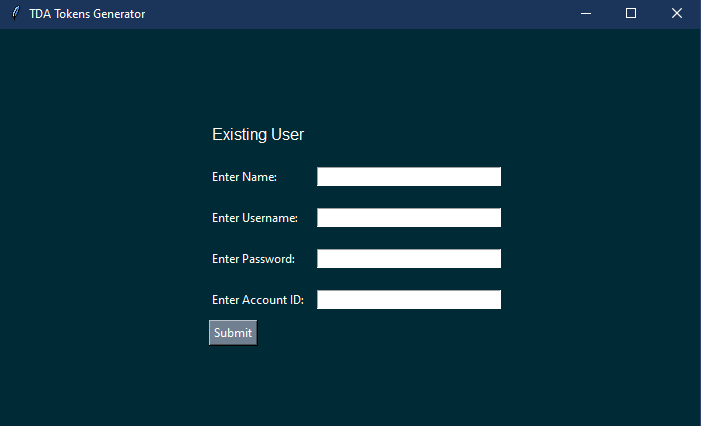 TDA Tokens Generator
Existing User
Enter Name:
Enter Username:
Enter Password:
Enter Account ID:
Submit